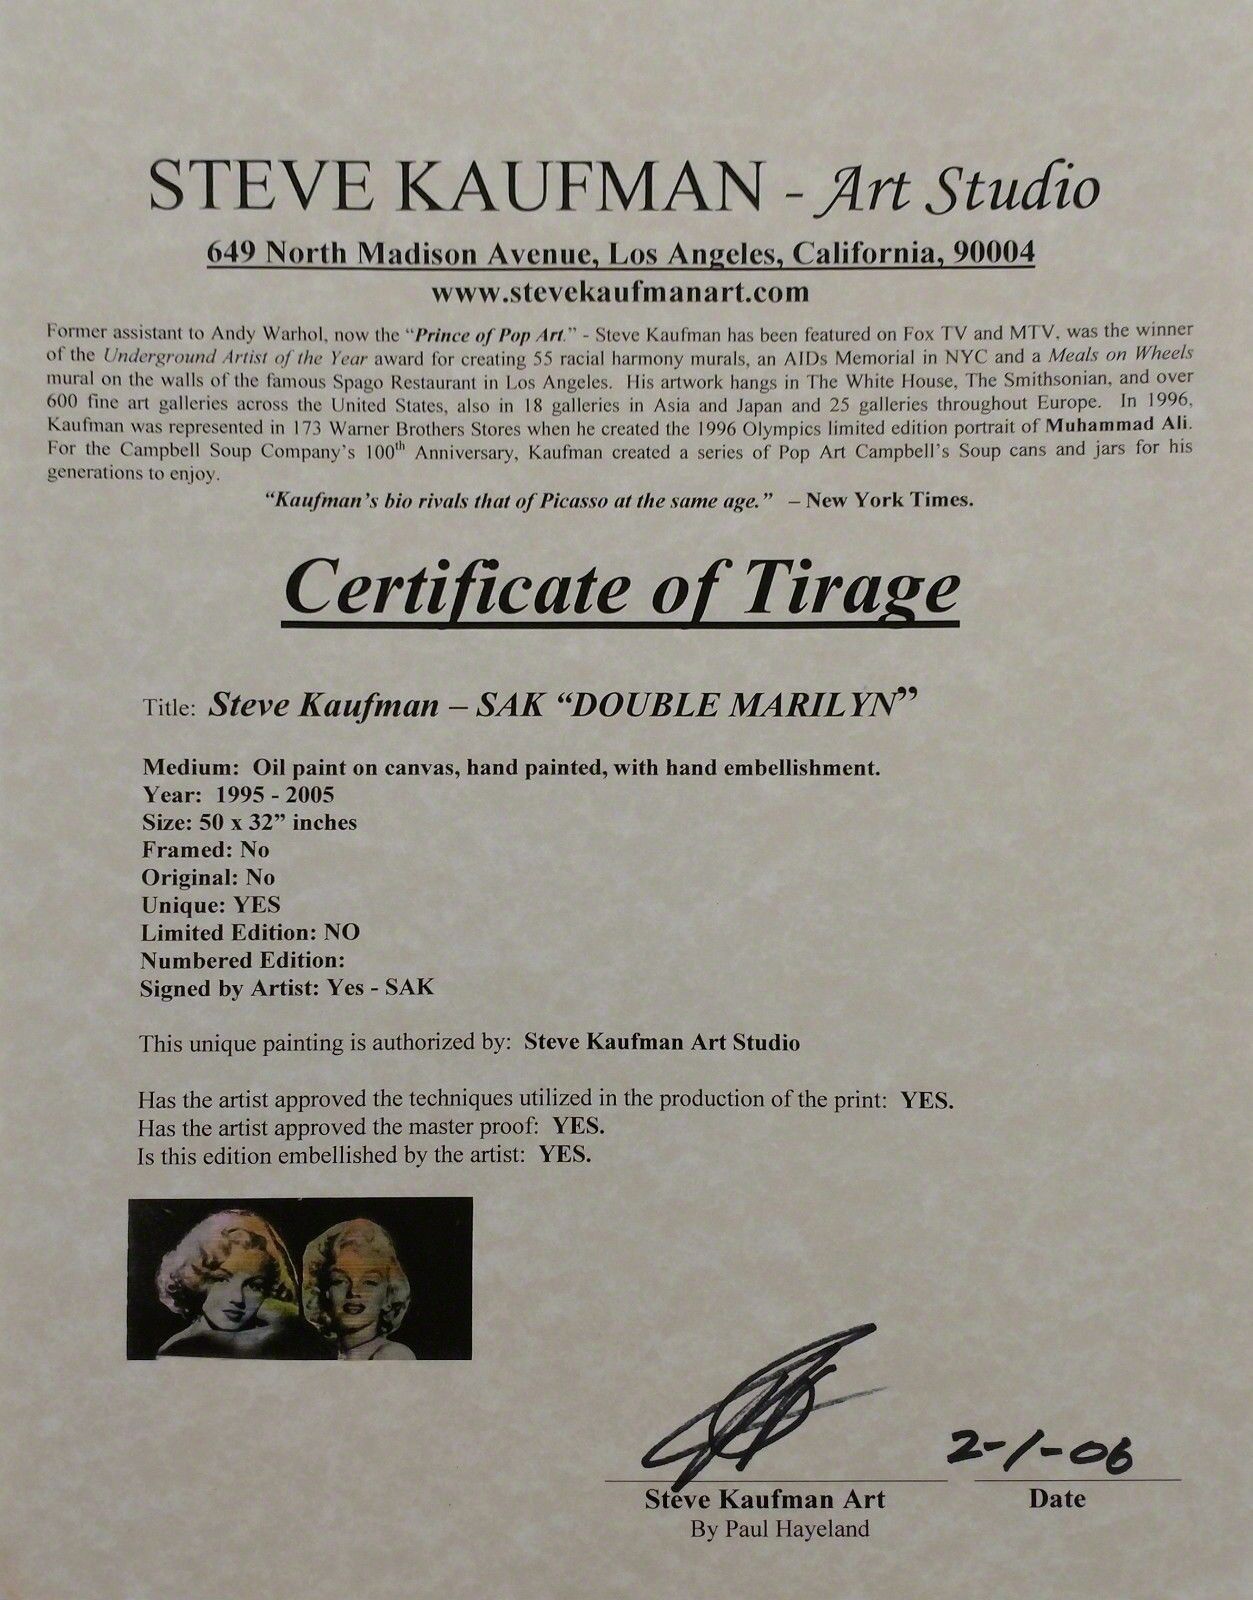 STEVE KAUFMAN - Art Studio
649 North Madison Avenue, Los Angeles, California, 90004
www.stevekaufmanart.com
Former assistant to Andy Warhol, now the “Prince of Pop Art.” - Steve Kaufman has been featured on Fox TV and MTV, was the winner
of the Underground Artist of the Year award for creating 55 racial harmony murals, an AIDs Memorial in NYC and a Meals on Wheels
mural on the walls of the famous Spago Restaurant in Los Angeles. His artwork hangs in The White House, The Smithsonian, and over
600 fine art galleries across the United States, also in 18 galleries in Asia and Japan and 25 galleries throughout Europe. In 1996,
Kaufman was represented in 173 Warner Brothers Stores when he created the 1996 Olympics limited edition portrait of Muhammad Ali.
For the Campbell Soup Company’s 100th Anniversary, Kaufman created a series of Pop Art Campbell’s Soup cans and jars for his
generations to enjoy.
“Kaufman’s bio rivals that of Picasso at the same age.” – New York Times.
Certificate of Tirage
Title: Steve Kaufman – SAK “DOUBLE MARILYN”
Medium: Oil paint on canvas, hand painted, with hand embellishment.
Year: 1995 - 2005
Size: 50 x 32” inches
Framed: No
Original: No
Unique: YES
Limited Edition: NO
Numbered Edition:
Signed by Artist: Yes - SAK
This unique painting is authorized by: Steve Kaufman Art Studio
Has the artist approved the techniques utilized in the production of the print: YES.
Has the artist approved the master proof: YES.
Is this edition embellished by the artist: YES.
2-1-06
Steve Kaufman Art Date
By Paul Hayeland